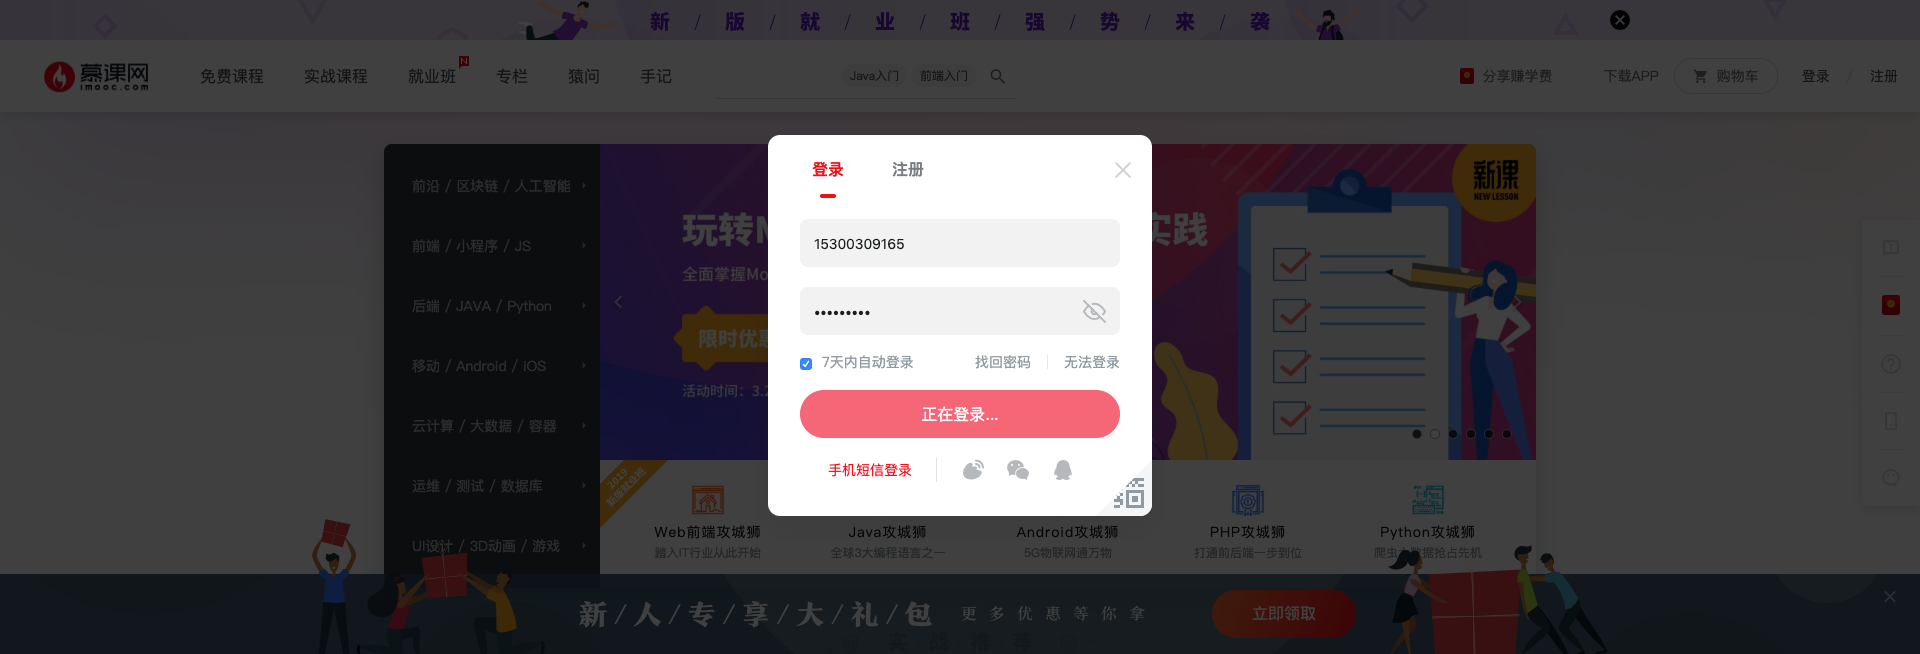 新 / 版 / 就 / 业 / 班 / 强 / 势 / 来 / 袭
慕课网
imooc.com
免费课程 实战课程 就业班 N 专栏 猿问 手记
Java入门 前端入门
分享赚学费 下载APP 购物车 登录 / 注册
登录 注册
15300309165
•••••••••
7天内自动登录 找回密码 无法登录
正在登录...
手机短信登录
前沿 / 区块链 / 人工智能
前端 / 小程序 / JS
后端 / JAVA / Python
移动 / Android / iOS
云计算 / 大数据 / 容器
运维 / 测试 / 数据库
UI设计 / 3D动画 / 游戏
玩转
实践
全面掌握Mo
限时优惠
活动时间：3.2
新课
NEW LESSON
2019
新版就业班
Web前端攻城狮
踏入IT行业从此开始
Java攻城狮
全球3大编程语言之一
Android攻城狮
5G物联网通万物
PHP攻城狮
打通前后端一步到位
Python攻城狮
爬虫大数据抢占先机
新/人/专/享/大/礼/包 更多优惠等你拿 立即领取
实战推荐